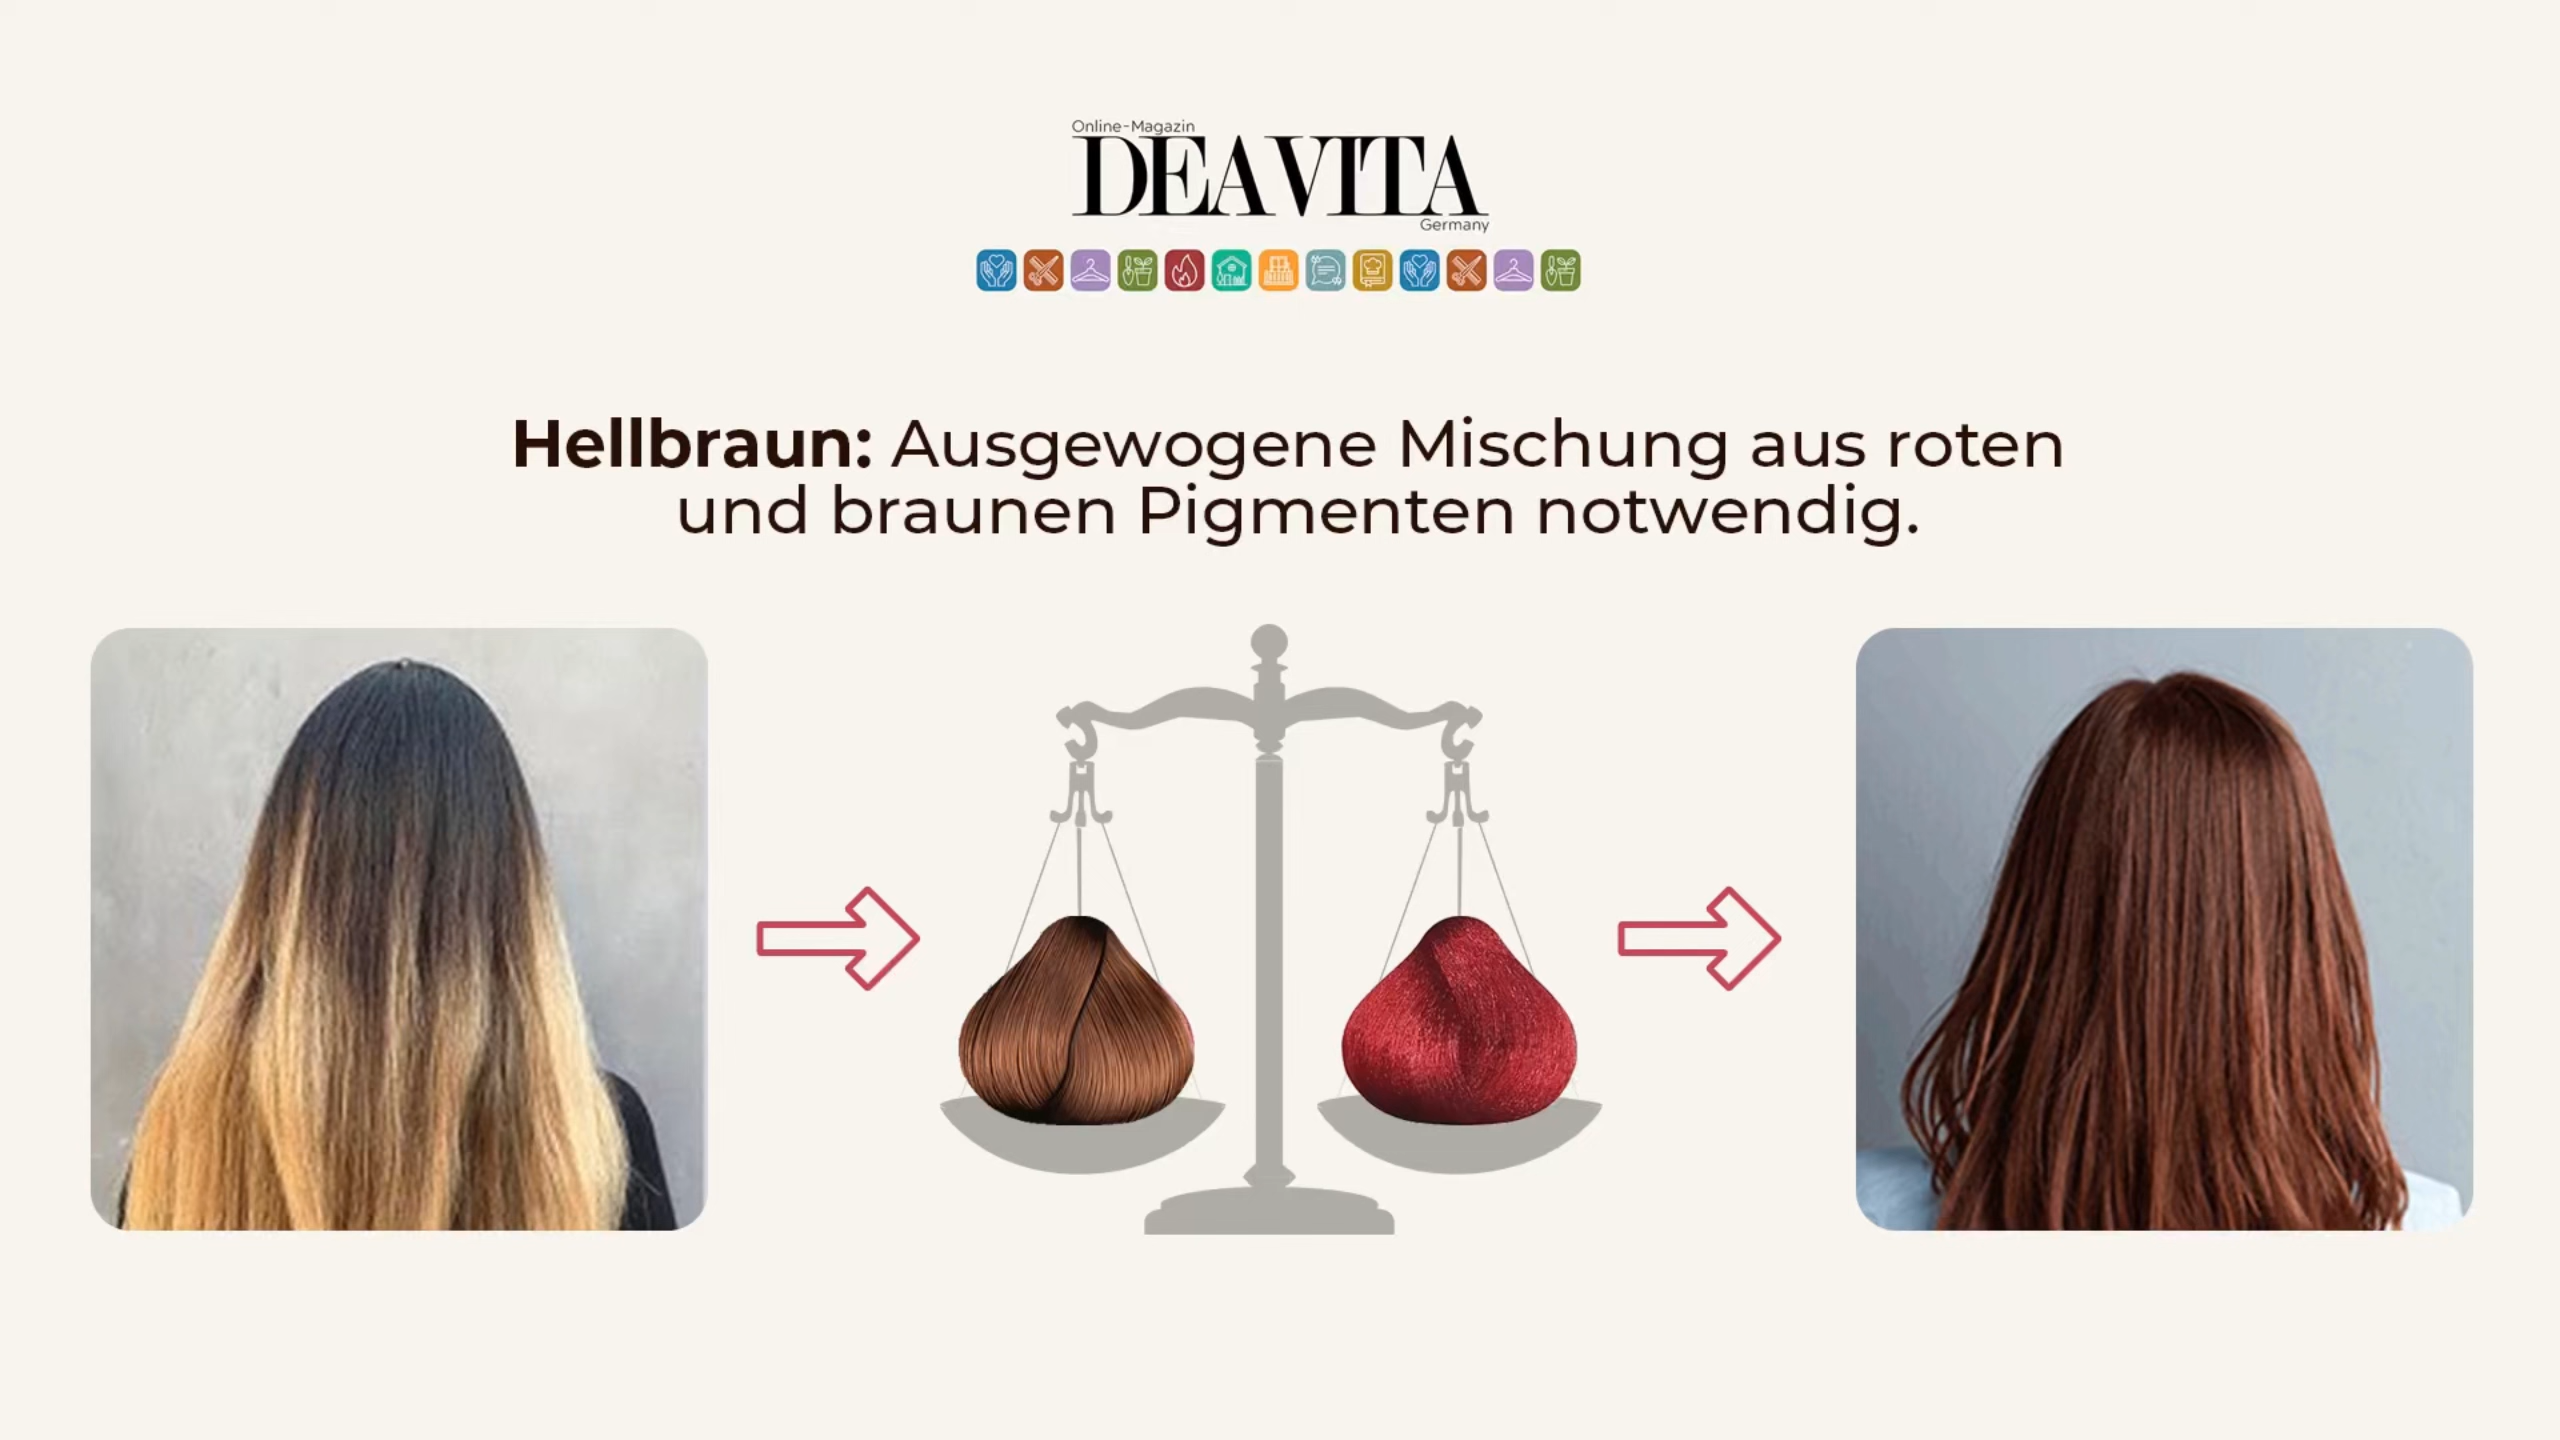 Online-Magazin
DEAVITA
Germany
Hellbraun: Ausgewogene Mischung aus roten
und braunen Pigmenten notwendig.